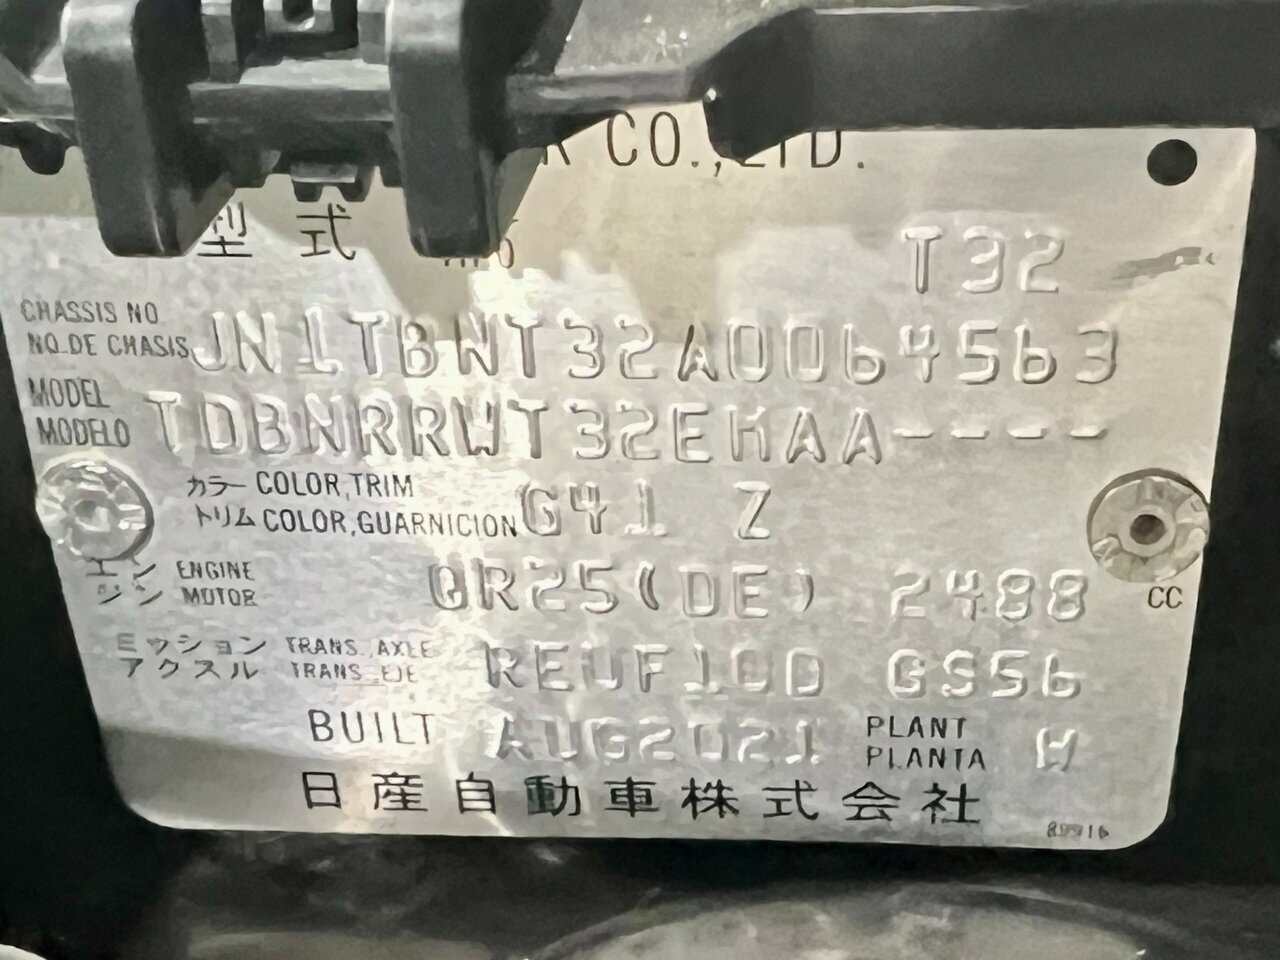 CO.,LTD.
型式 T32
CHASSIS NO
NO.DE CHASIS JN1TBNT32A0064563
MODEL
MODELO TDBNRRWT32EHAA----
カラー COLOR,TRIM
トリム COLOR,GUARNICION G41 Z
エンジン ENGINE
MOTOR QR25(DE) 2488 CC
ミッション TRANS.AXLE
アクスル TRANS.EJE RE0F10D GS56
BUILT AUG2021 PLANT
PLANTA W
日産自動車株式会社